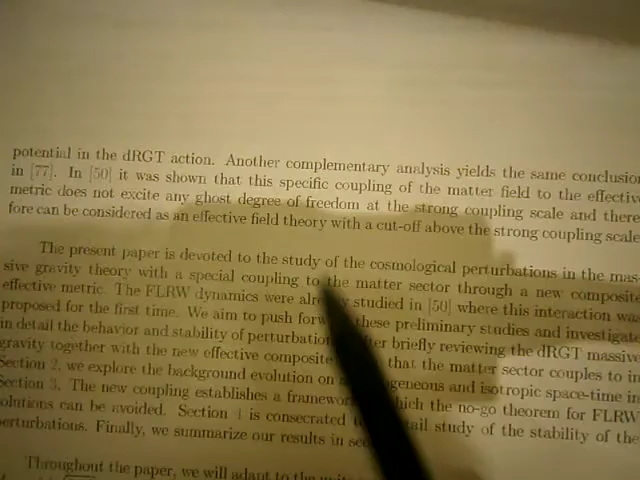 potential in the dRGT action. Another complementary analysis yields the same conclusion
in [77]. In [50] it was shown that this specific coupling of the matter field to the effectiv
metric does not excite any ghost degree of freedom at the strong coupling scale and there
fore can be considered as an effective field theory with a cut-off above the strong coupling scale
The present paper is devoted to the study of the cosmological perturbations in the mas-
sive gravity theory with a special coupling to the matter sector through a new composit
effective metric. The FLRW dynamics were already studied in [50] where this interaction was
proposed for the first time. We aim to push forw these preliminary studies and investigate
in detail the behavior and stability of perturbation ter briefly reviewing the dRGT massive
gravity together with the new effective composite that the matter sector couples to in
Section 2, we explore the background evolution on geneous and isotropic space-time in
Section 3. The new coupling establishes a framework hich the no-go theorem for FLRW
olutions can be avoided. Section 4 is consecrated tail study of the stability of the
erturbations. Finally, we summarize our results in sec
Throughout the paper, we will adapt to the